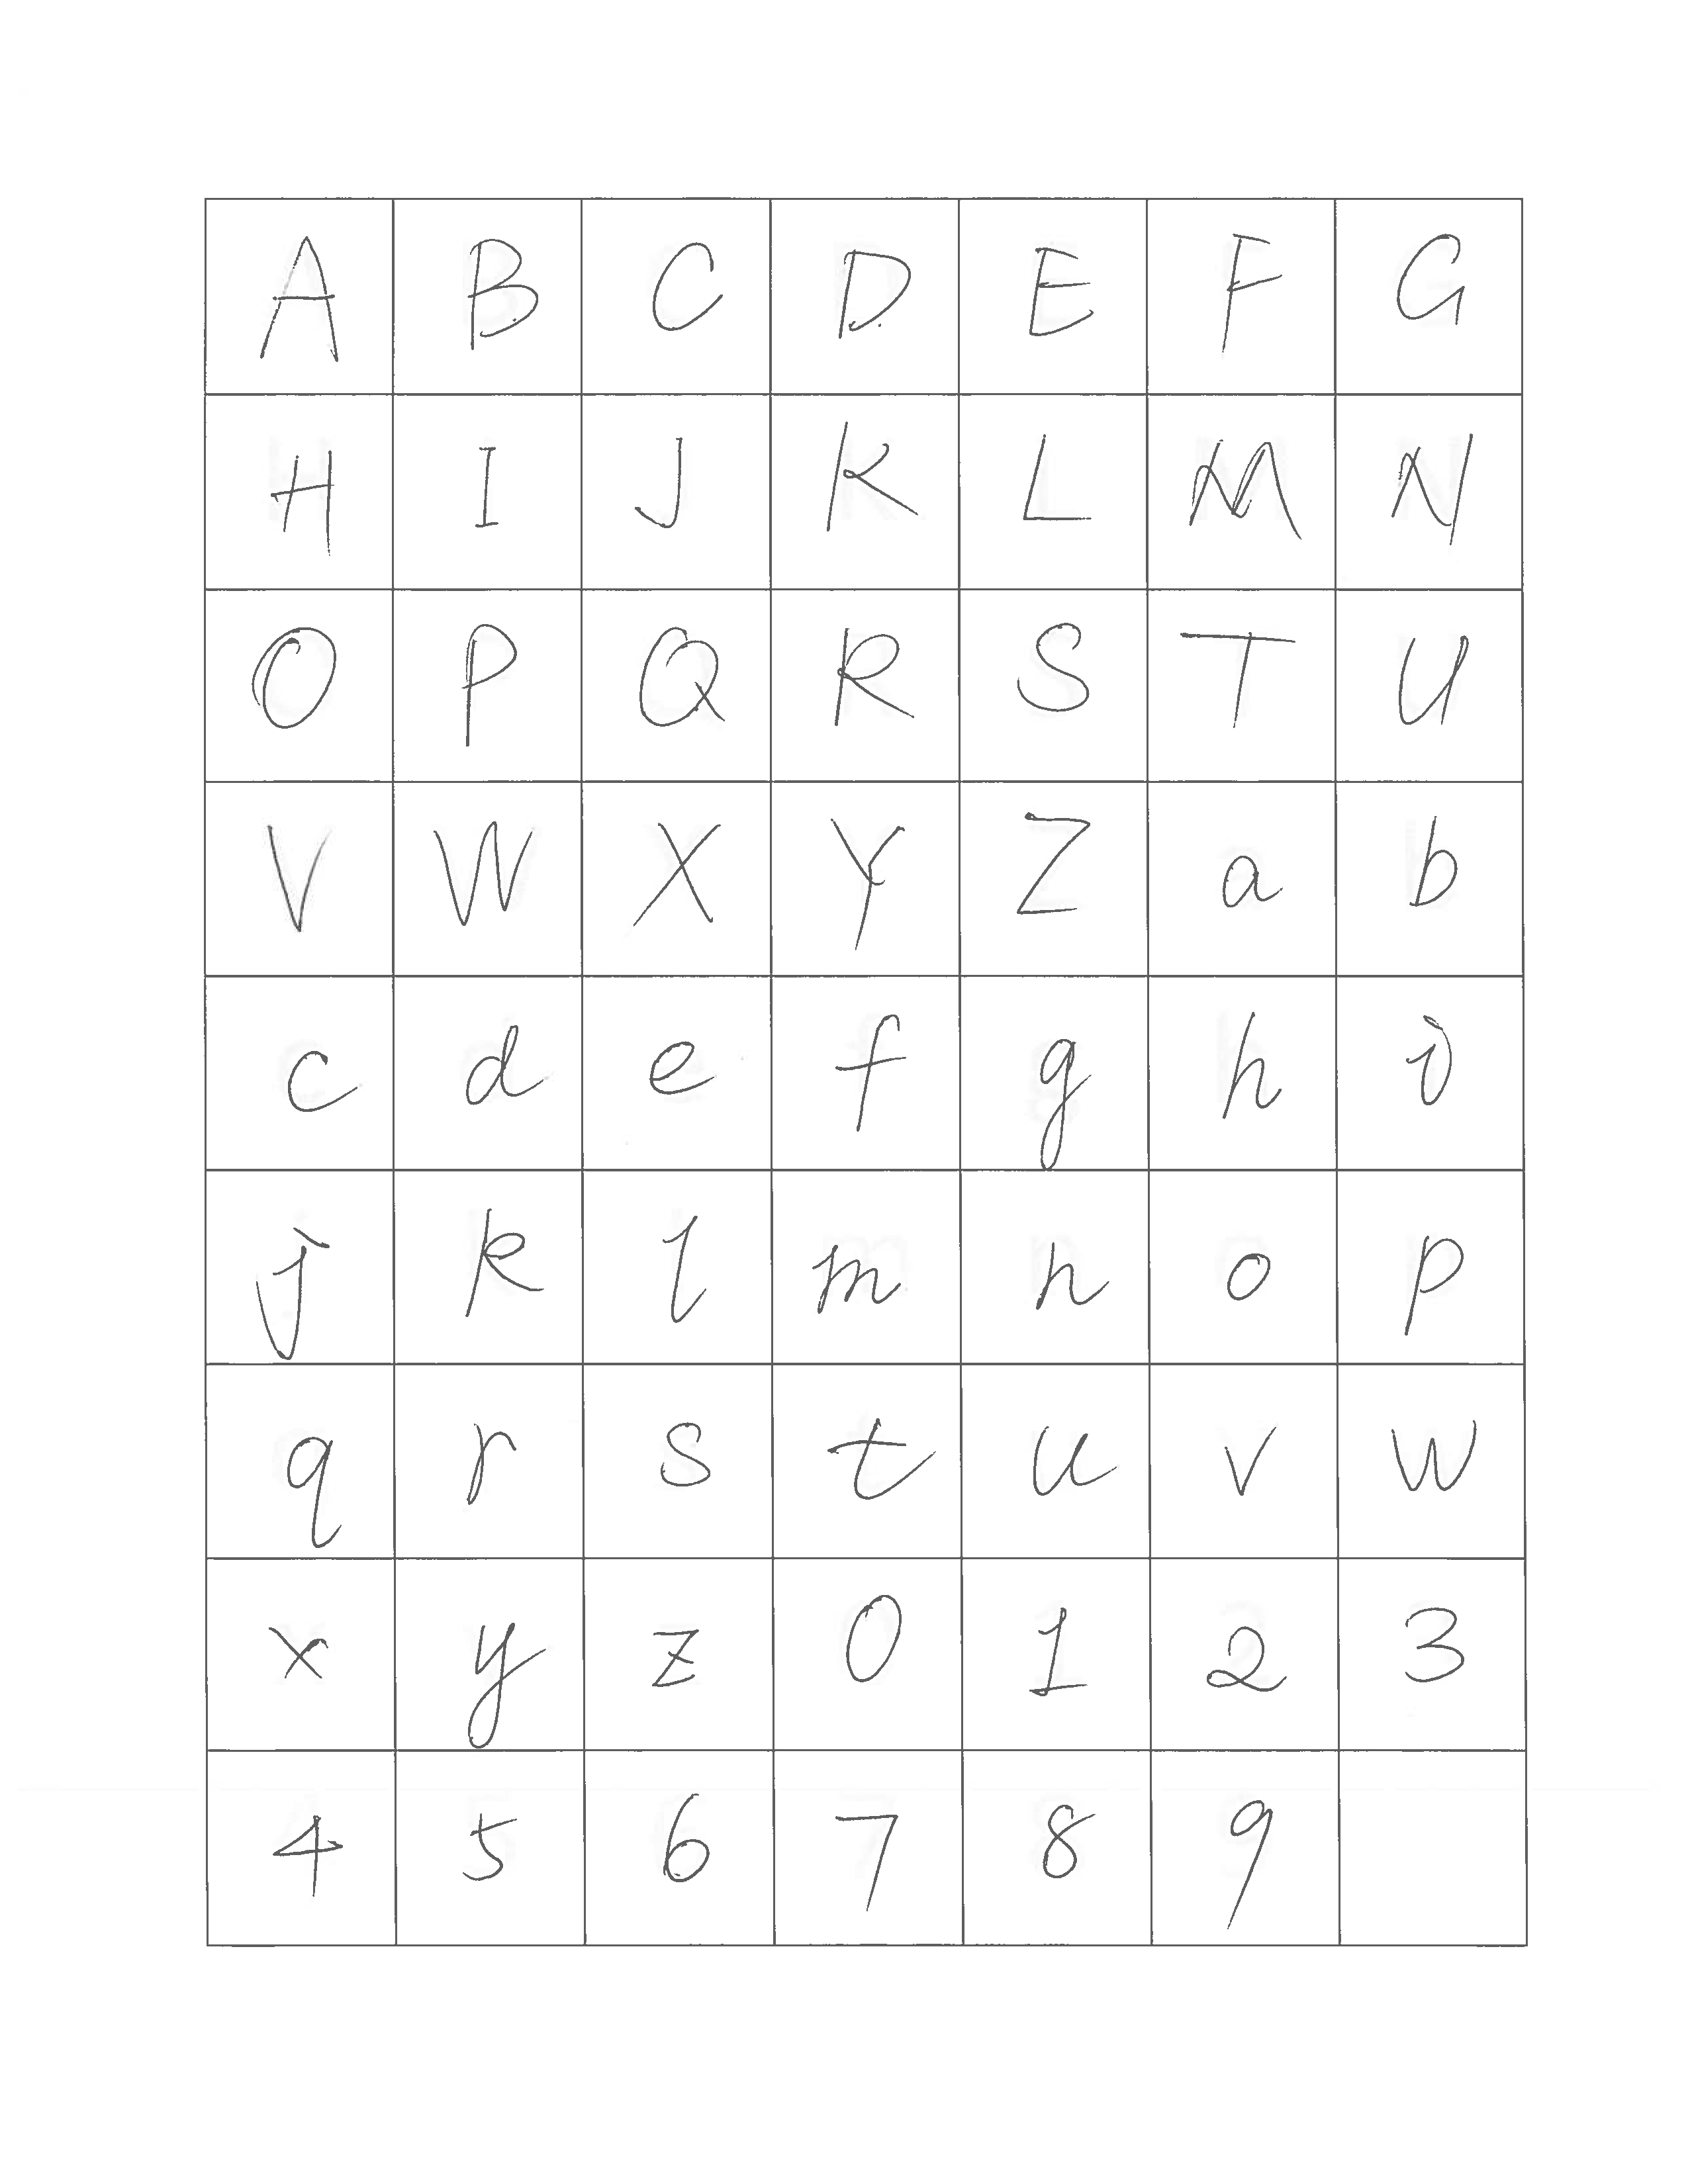 A B C D E F G
H I J K L M N
O P Q R S T U
V W X Y Z a b
c d e f g h i
j k l m n o p
q r s t u v w
x y z 0 1 2 3
4 5 6 7 8 9